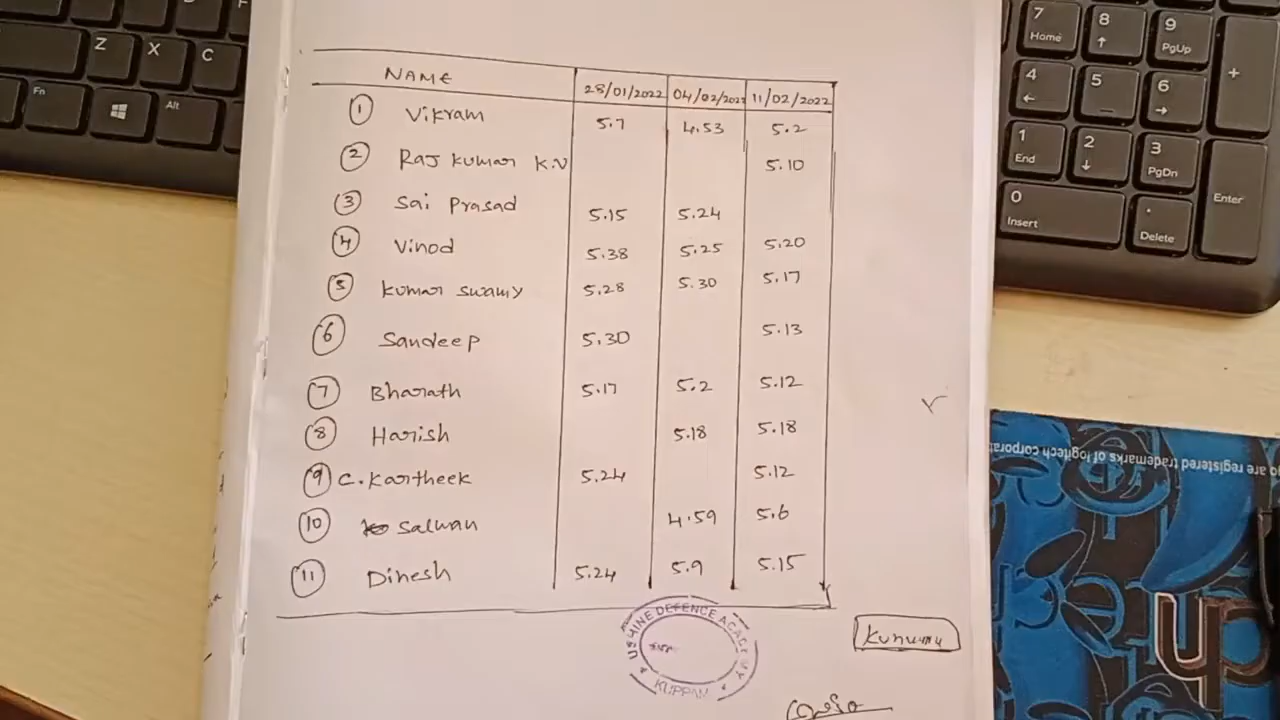 NAME 28/01/2022 04/02/2022 11/02/2022
1 Vikram 5.7 4.53 5.2
2 Raj Kumar K.V 5.10
3 Sai Prasad 5.15 5.24
4 Vinod 5.38 5.25 5.20
5 Kumar Swamy 5.28 5.30 5.17
6 Sandeep 5.30 5.13
7 Bharath 5.17 5.2 5.12
8 Harish 5.18 5.18
9 C. Kartheek 5.24 5.12
10 Salman 4.59 5.6
11 Dinesh 5.24 5.9 5.15
DEFENCE ACADEMY
KUPPAM
Z X C
Fn Alt
7 Home 8 9 PgUp +
4 5 6
1 End 2 3 PgDn Enter
0 Insert . Delete
go are registered trademarks of logitech corporat